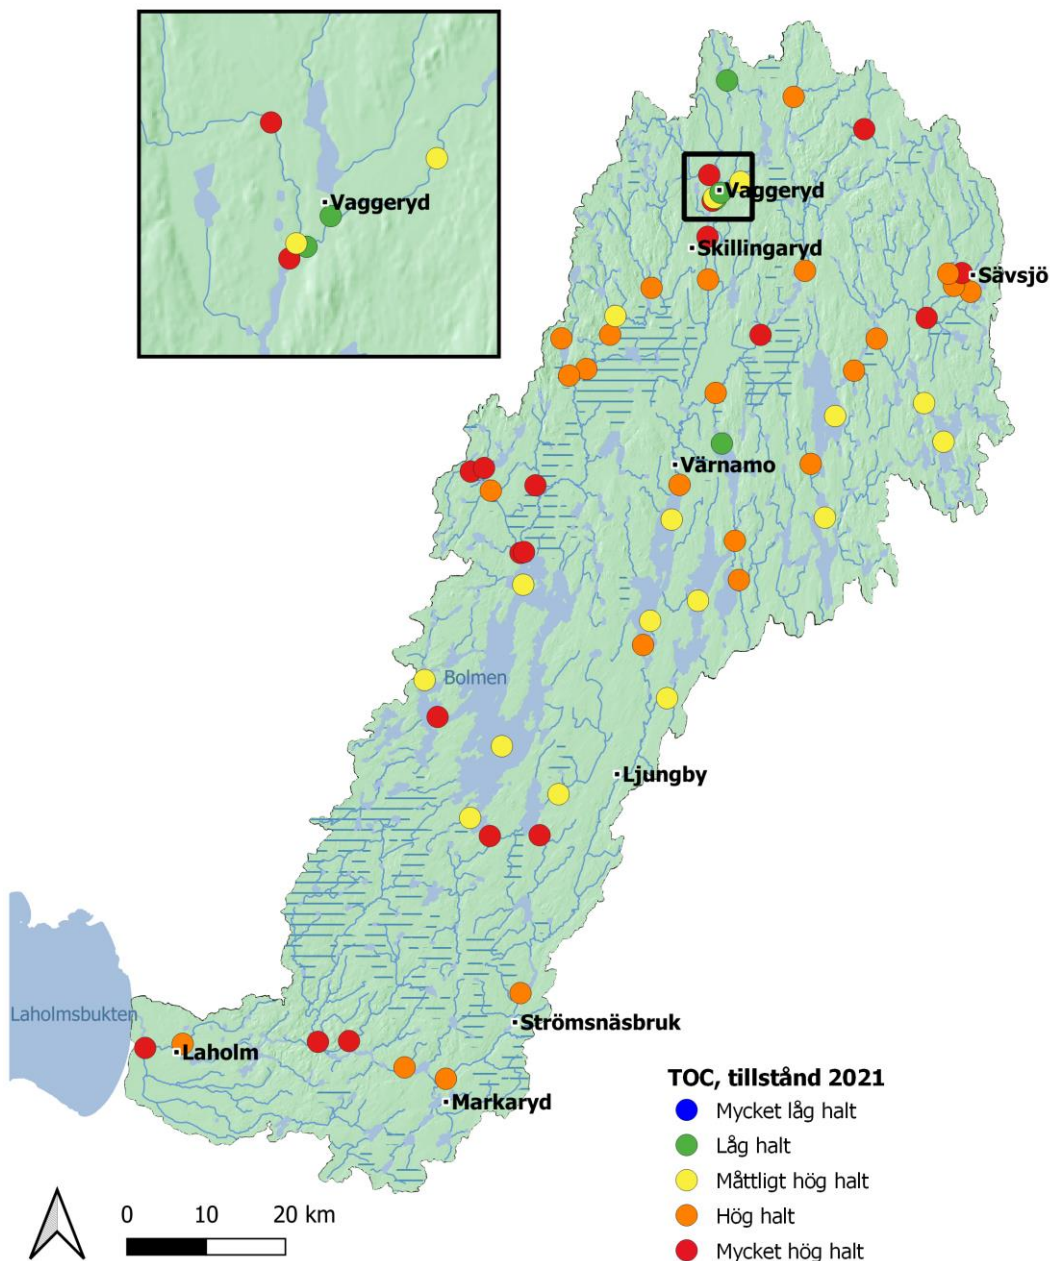 Vaggeryd
Vaggeryd
Skillingaryd
Sävsjö
Värnamo
Bolmen
Ljungby
Laholmsbukten
Strömsnäsbruk
Laholm
Markaryd
TOC, tillstånd 2021
Mycket låg halt
Låg halt
Måttligt hög halt
Hög halt
Mycket hög halt
0 10 20 km